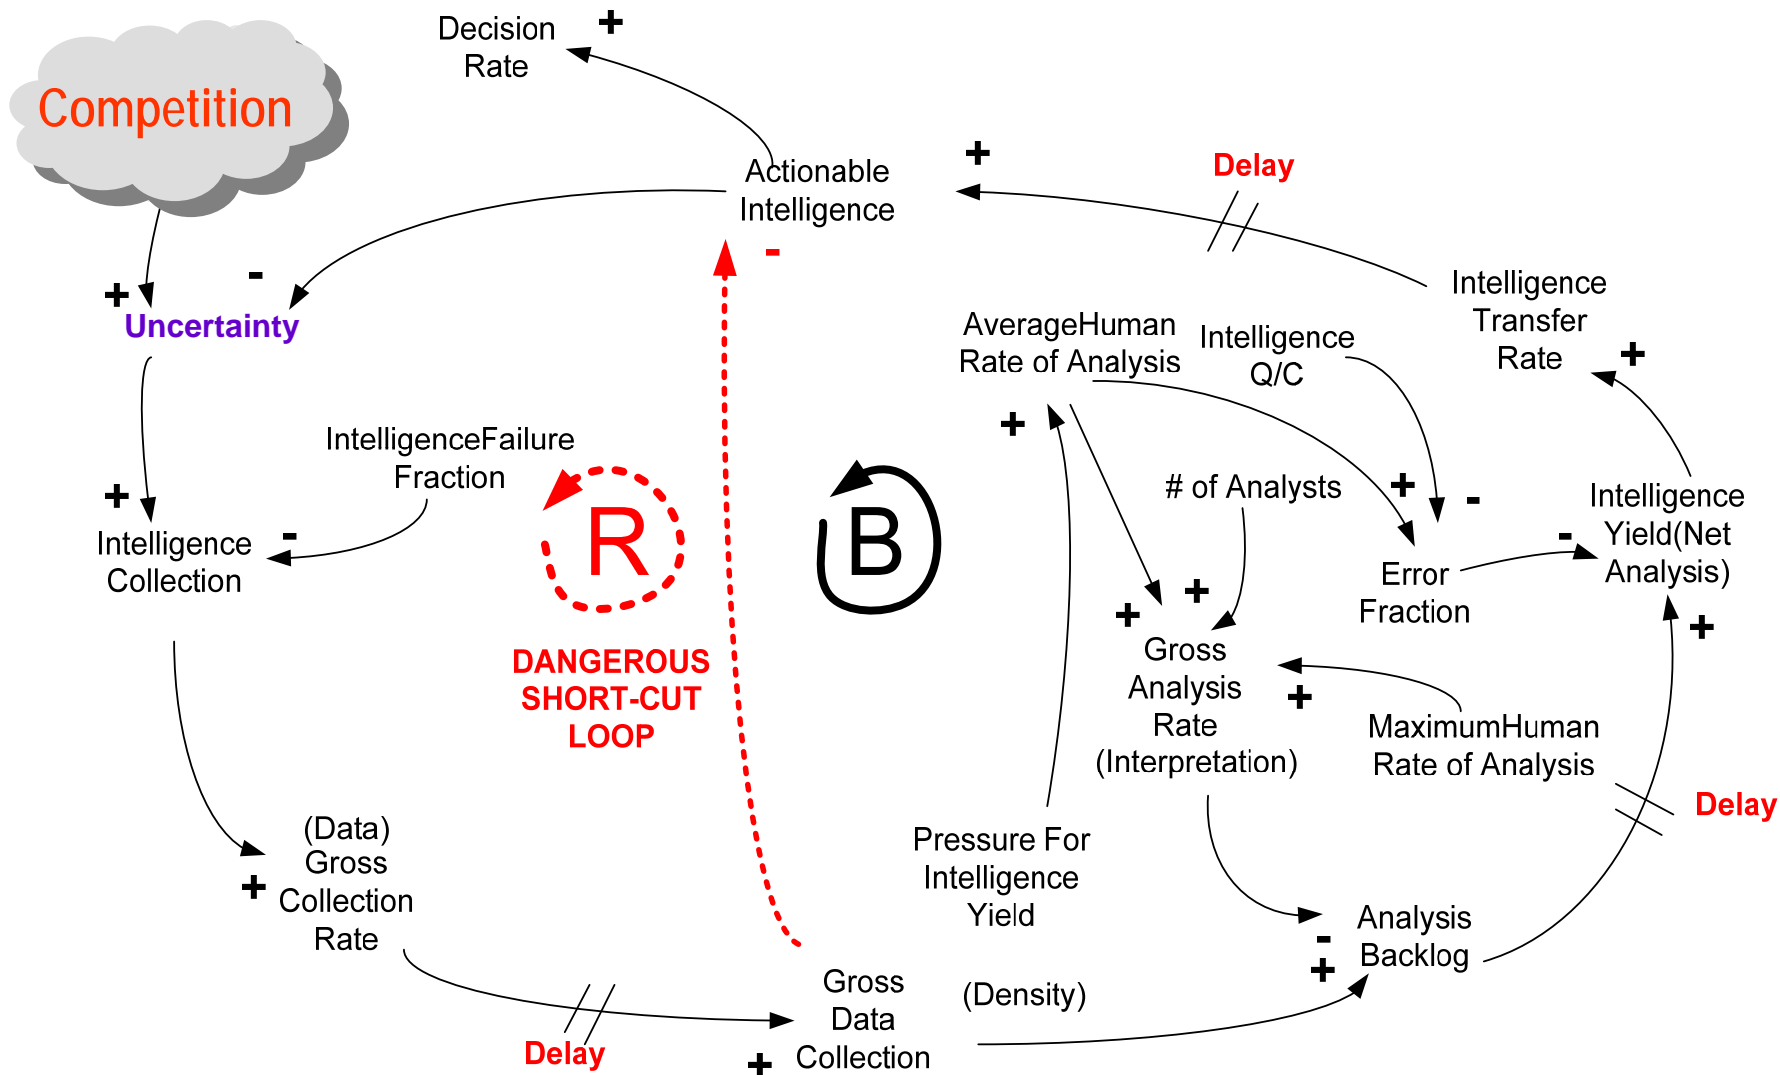 Decision
Rate
+
Competition
Actionable
Intelligence
+
Delay
-
+
Uncertainty
-
Intelligence
Transfer
Rate
+
AverageHuman
Rate of Analysis
+
Intelligence
Q/C
IntelligenceFailure
Fraction
-
+
Intelligence
Collection
R
B
DANGEROUS
SHORT-CUT
LOOP
# of Analysts
+
-
Intelligence
Yield(Net
Analysis)
-
+
Error
Fraction
+
+
Gross
Analysis
Rate
(Interpretation)
+
MaximumHuman
Rate of Analysis
Delay
(Data)
Gross
Collection
Rate
+
Pressure For
Intelligence
Yield
Analysis
Backlog
-
+
Gross
Data
Collection
+
(Density)
Delay